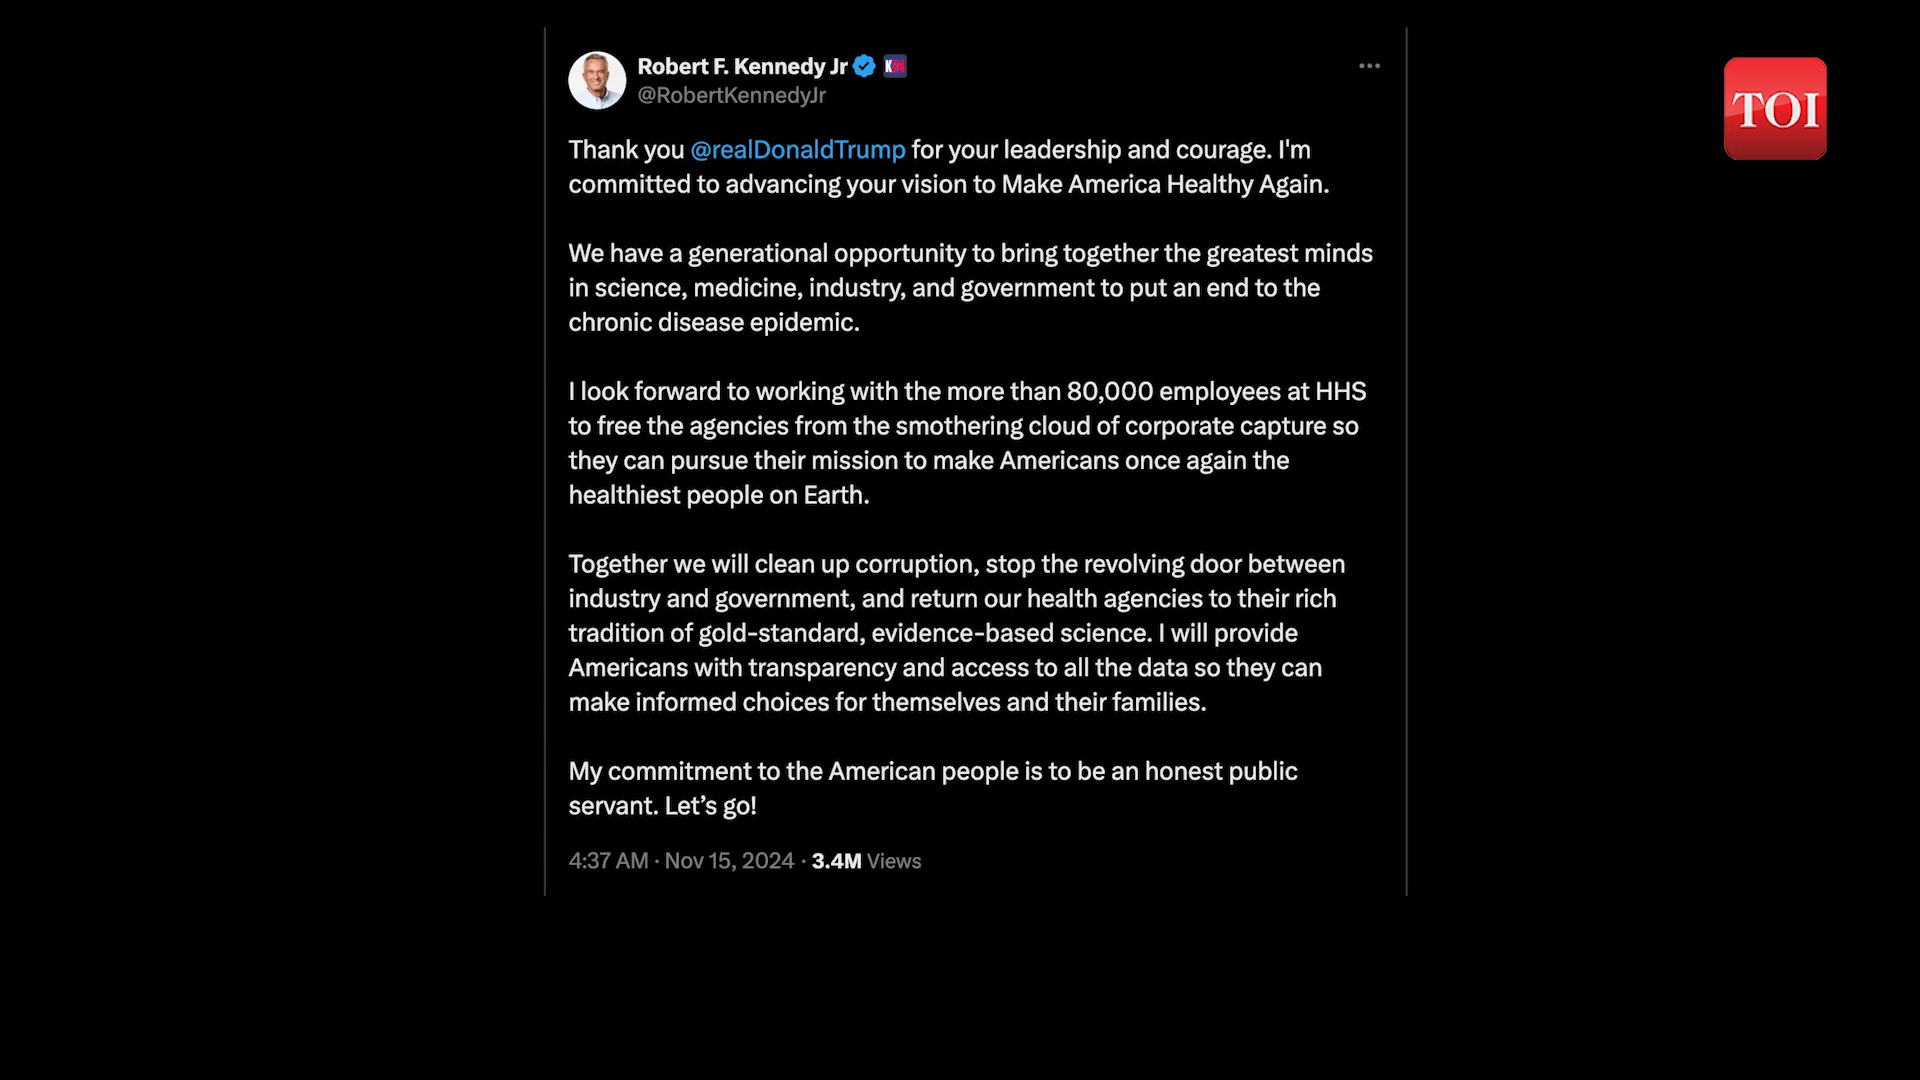 Robert F. Kennedy Jr
K24
@RobertKennedyJr
TOI
Thank you @realDonaldTrump for your leadership and courage. I'm
committed to advancing your vision to Make America Healthy Again.
We have a generational opportunity to bring together the greatest minds
in science, medicine, industry, and government to put an end to the
chronic disease epidemic.
I look forward to working with the more than 80,000 employees at HHS
to free the agencies from the smothering cloud of corporate capture so
they can pursue their mission to make Americans once again the
healthiest people on Earth.
Together we will clean up corruption, stop the revolving door between
industry and government, and return our health agencies to their rich
tradition of gold-standard, evidence-based science. I will provide
Americans with transparency and access to all the data so they can
make informed choices for themselves and their families.
My commitment to the American people is to be an honest public
servant. Let’s go!
4:37 AM · Nov 15, 2024 · 3.4M Views